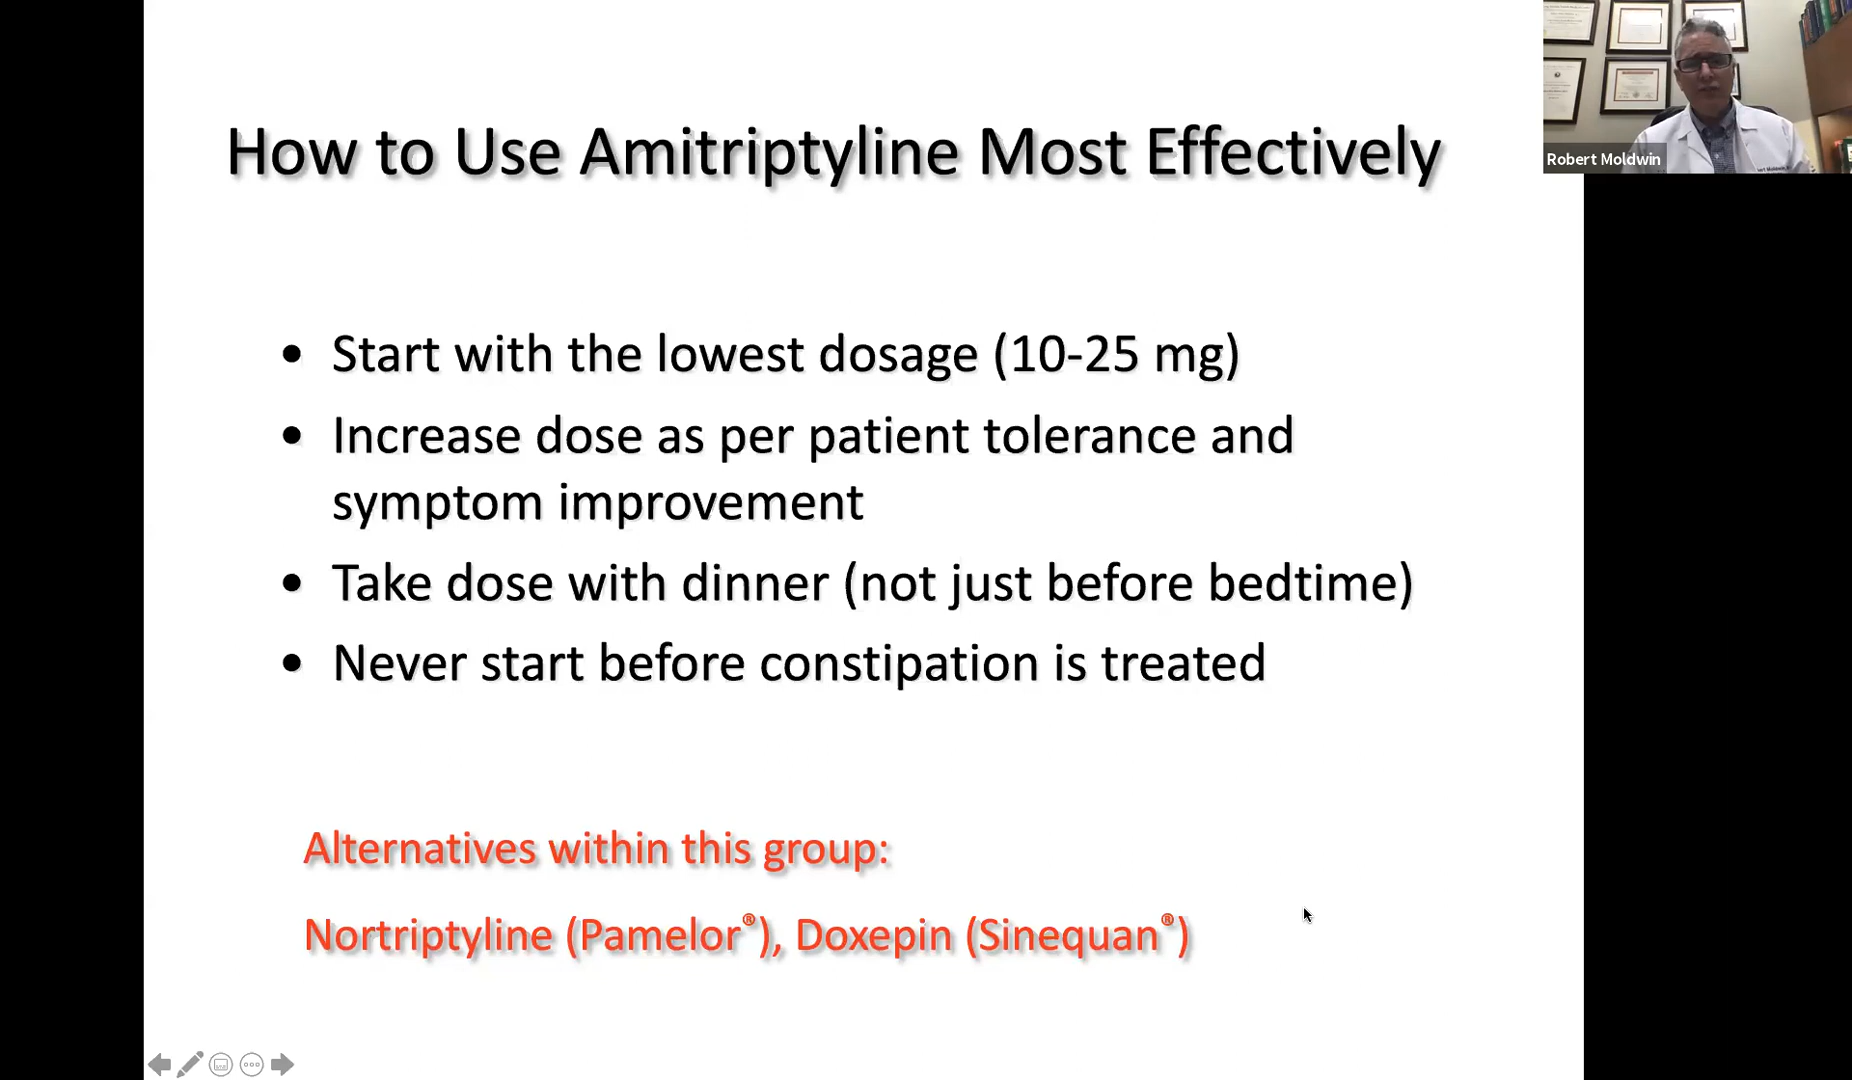 How to Use Amitriptyline Most Effectively
Robert Moldwin
• Start with the lowest dosage (10-25 mg)
• Increase dose as per patient tolerance and
symptom improvement
• Take dose with dinner (not just before bedtime)
• Never start before constipation is treated
Alternatives within this group:
Nortriptyline (Pamelor®), Doxepin (Sinequan®)